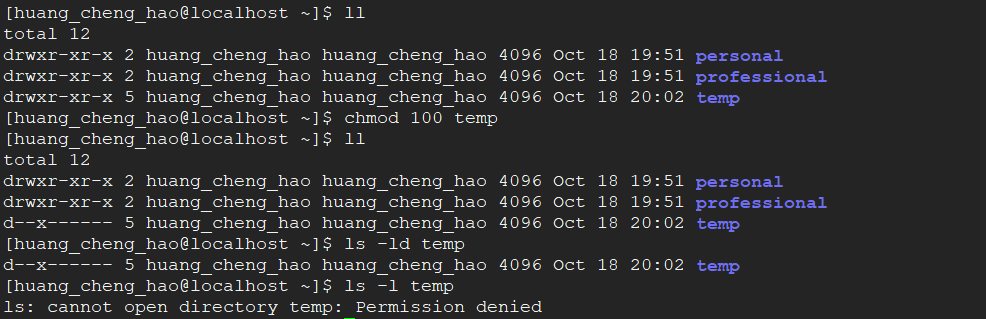 [huang_cheng_hao@localhost ~]$ ll
total 12
drwxr-xr-x 2 huang_cheng_hao huang_cheng_hao 4096 Oct 18 19:51 personal
drwxr-xr-x 2 huang_cheng_hao huang_cheng_hao 4096 Oct 18 19:51 professional
drwxr-xr-x 5 huang_cheng_hao huang_cheng_hao 4096 Oct 18 20:02 temp
[huang_cheng_hao@localhost ~]$ chmod 100 temp
[huang_cheng_hao@localhost ~]$ ll
total 12
drwxr-xr-x 2 huang_cheng_hao huang_cheng_hao 4096 Oct 18 19:51 personal
drwxr-xr-x 2 huang_cheng_hao huang_cheng_hao 4096 Oct 18 19:51 professional
d--x------ 5 huang_cheng_hao huang_cheng_hao 4096 Oct 18 20:02 temp
[huang_cheng_hao@localhost ~]$ ls -ld temp
d--x------ 5 huang_cheng_hao huang_cheng_hao 4096 Oct 18 20:02 temp
[huang_cheng_hao@localhost ~]$ ls -l temp
ls: cannot open directory temp: Permission denied